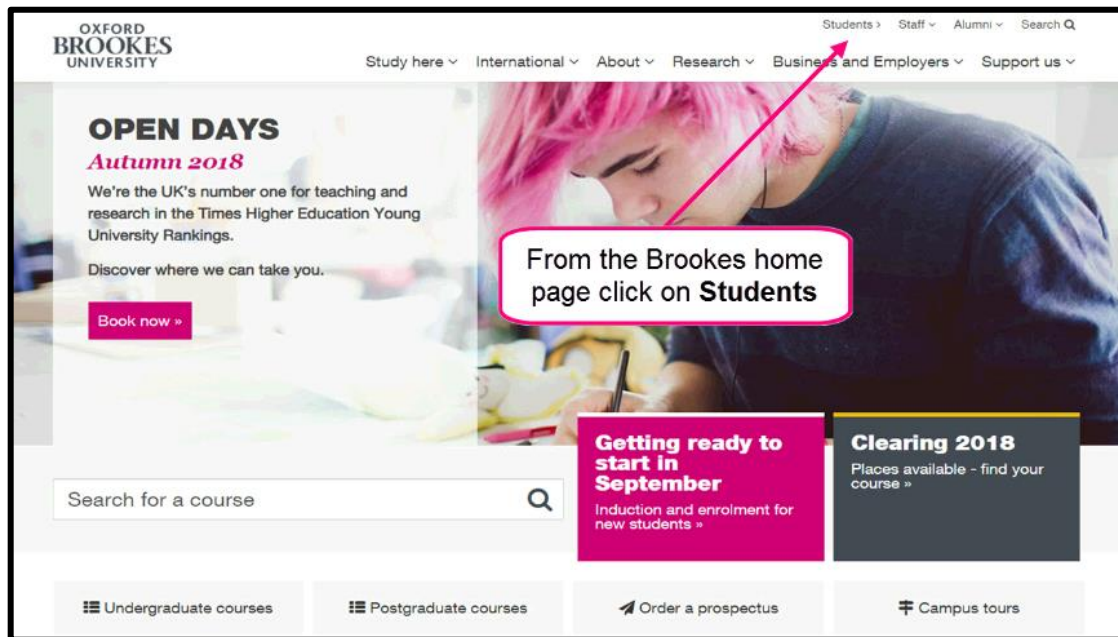 OXFORD
BROOKES
UNIVERSITY
Students › Staff Alumni Search
Study here International About Research Business and Employers Support us
OPEN DAYS
Autumn 2018
We're the UK's number one for teaching and
research in the Times Higher Education Young
University Rankings.
Discover where we can take you.
Book now »
From the Brookes home
page click on Students
Getting ready to
start in
September
Induction and enrolment for
new students »
Clearing 2018
Places available - find your
course »
Search for a course
Undergraduate courses
Postgraduate courses
Order a prospectus
Campus tours